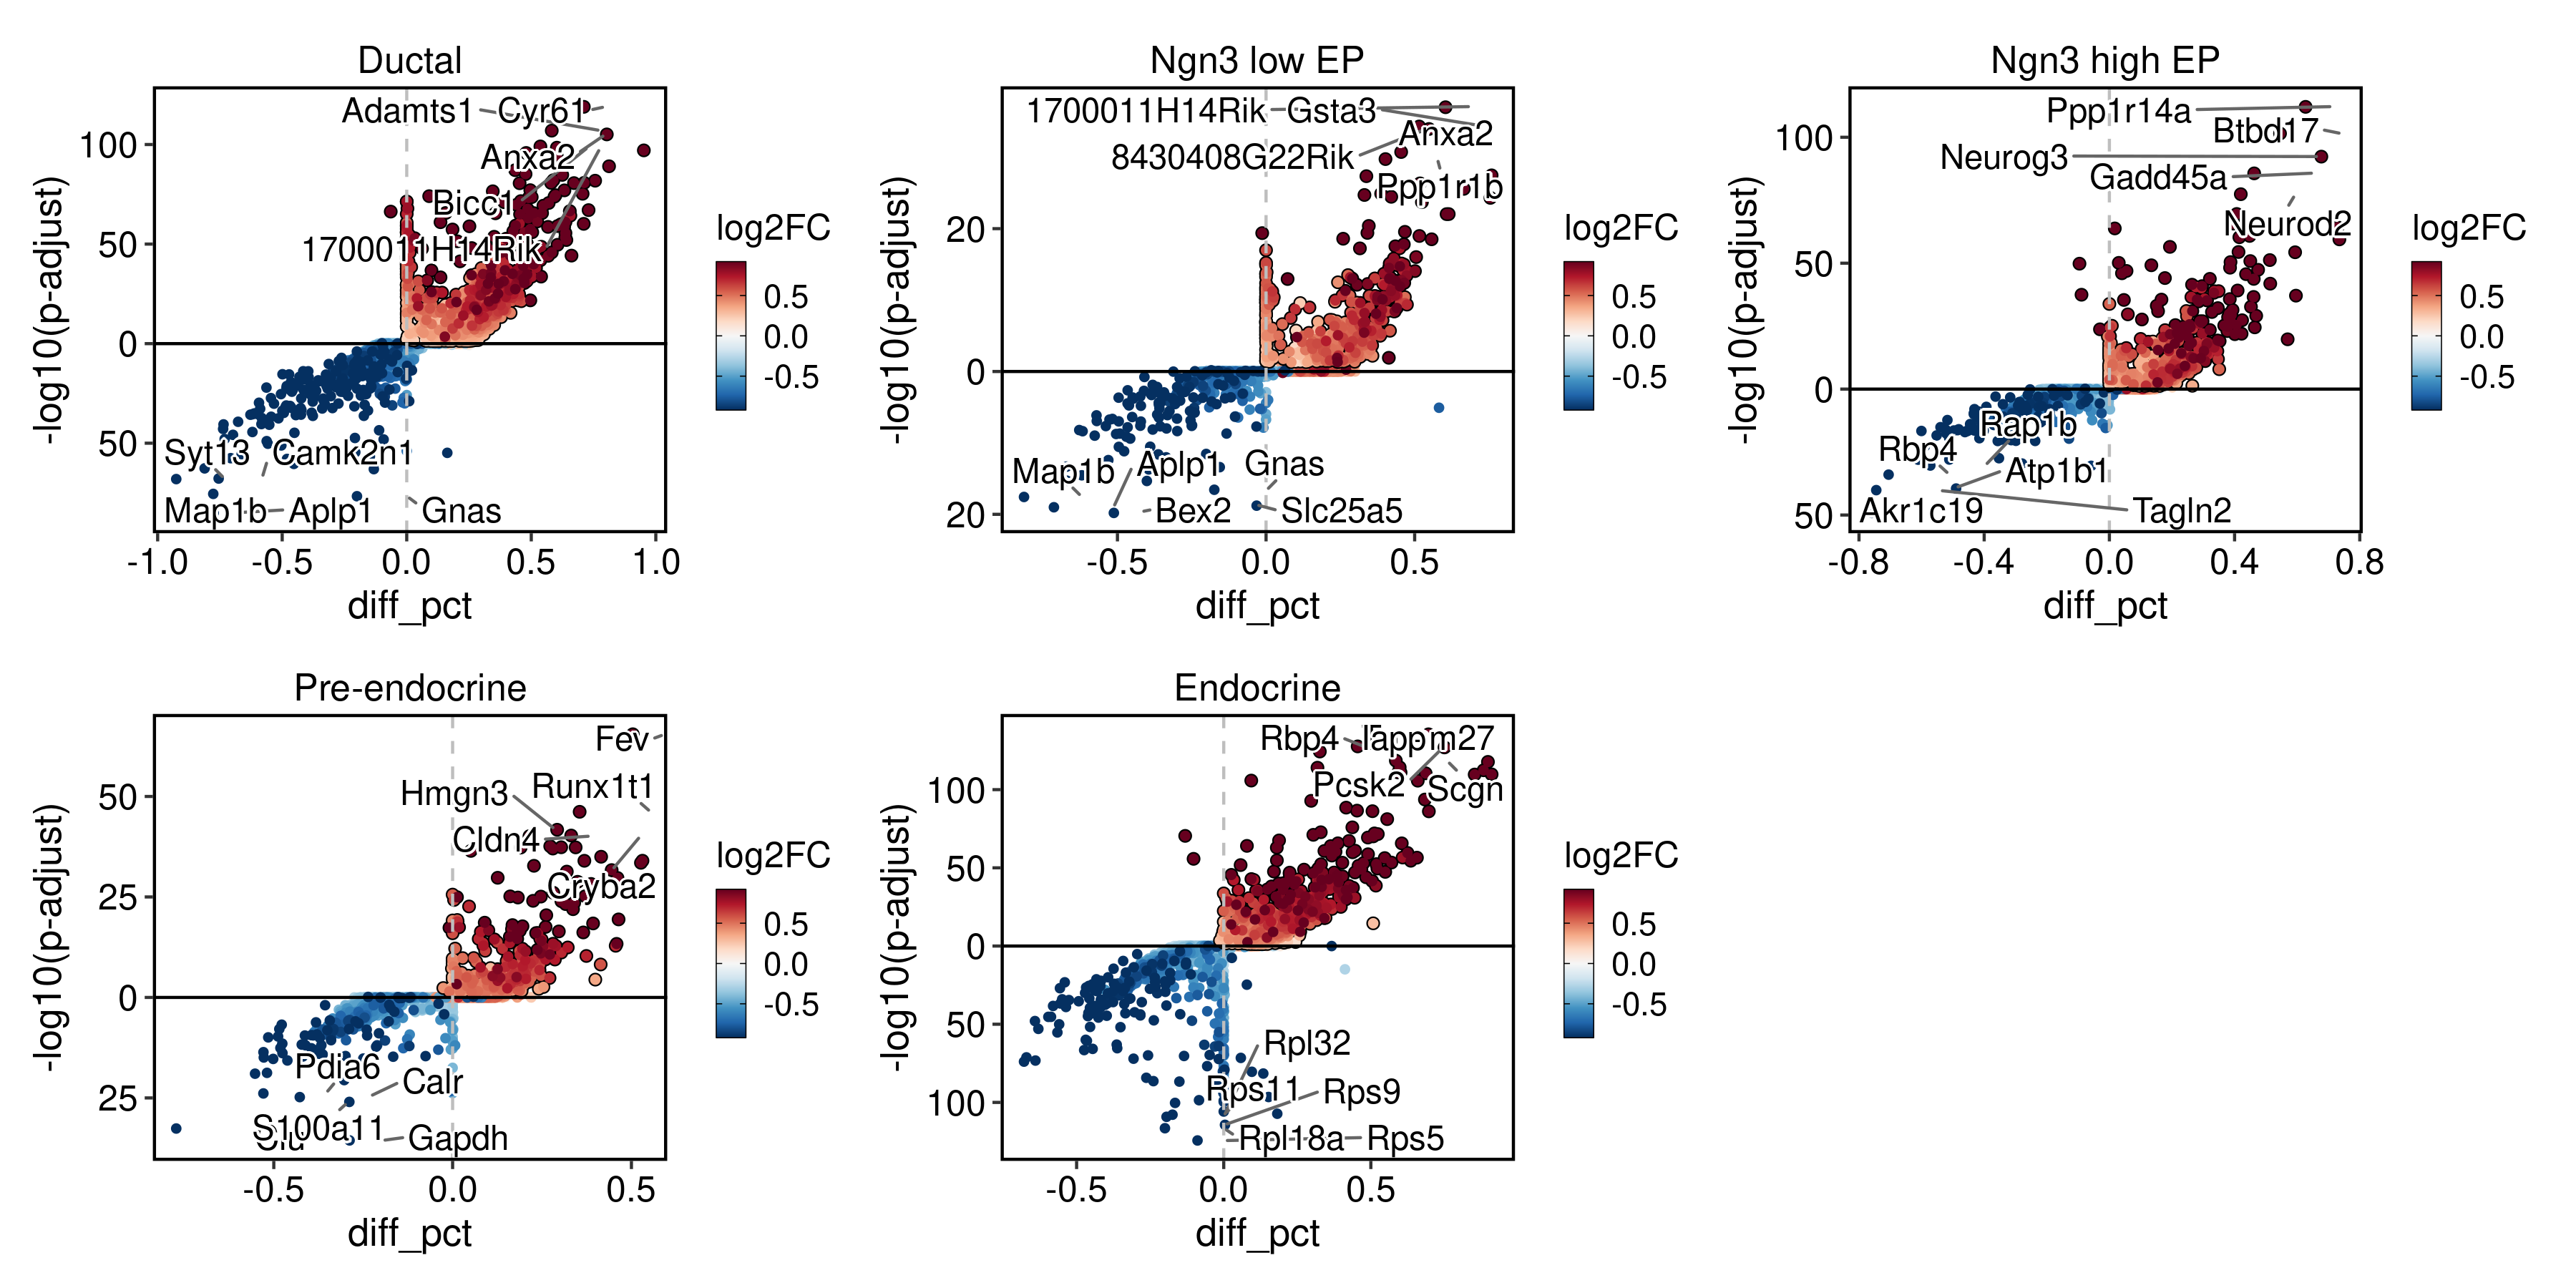 Ductal
Adamts1
Cyr61
Anxa2
Bicc1
1700011H14Rik
Syt13
Camk2n1
Map1b
Aplp1
Gnas
100
50
0
50
-log10(p-adjust)
-1.0
-0.5
0.0
0.5
1.0
diff_pct
log2FC
0.5
0.0
-0.5
Ngn3 low EP
1700011H14Rik
Gsta3
Anxa2
8430408G22Rik
Ppp1r1b
Map1b
Aplp1
Gnas
Bex2
Slc25a5
20
0
20
-log10(p-adjust)
-0.5
0.0
0.5
diff_pct
log2FC
0.5
0.0
-0.5
Ngn3 high EP
Ppp1r14a
Btbd17
Neurog3
Gadd45a
Neurod2
Rap1b
Rbp4
Atp1b1
Akr1c19
Tagln2
100
50
0
50
-log10(p-adjust)
-0.8
-0.4
0.0
0.4
0.8
diff_pct
log2FC
0.5
0.0
-0.5
Pre-endocrine
Fev
Runx1t1
Hmgn3
Cldn4
Cryba2
Pdia6
Calr
S100a11
Gapdh
50
25
0
25
-log10(p-adjust)
-0.5
0.0
0.5
diff_pct
log2FC
0.5
0.0
-0.5
Endocrine
Rbp4
Pcsk2
Scgn
Rpl32
Rps11
Rps9
Rpl18a
Rps5
100
50
0
50
100
-log10(p-adjust)
-0.5
0.0
0.5
diff_pct
log2FC
0.5
0.0
-0.5